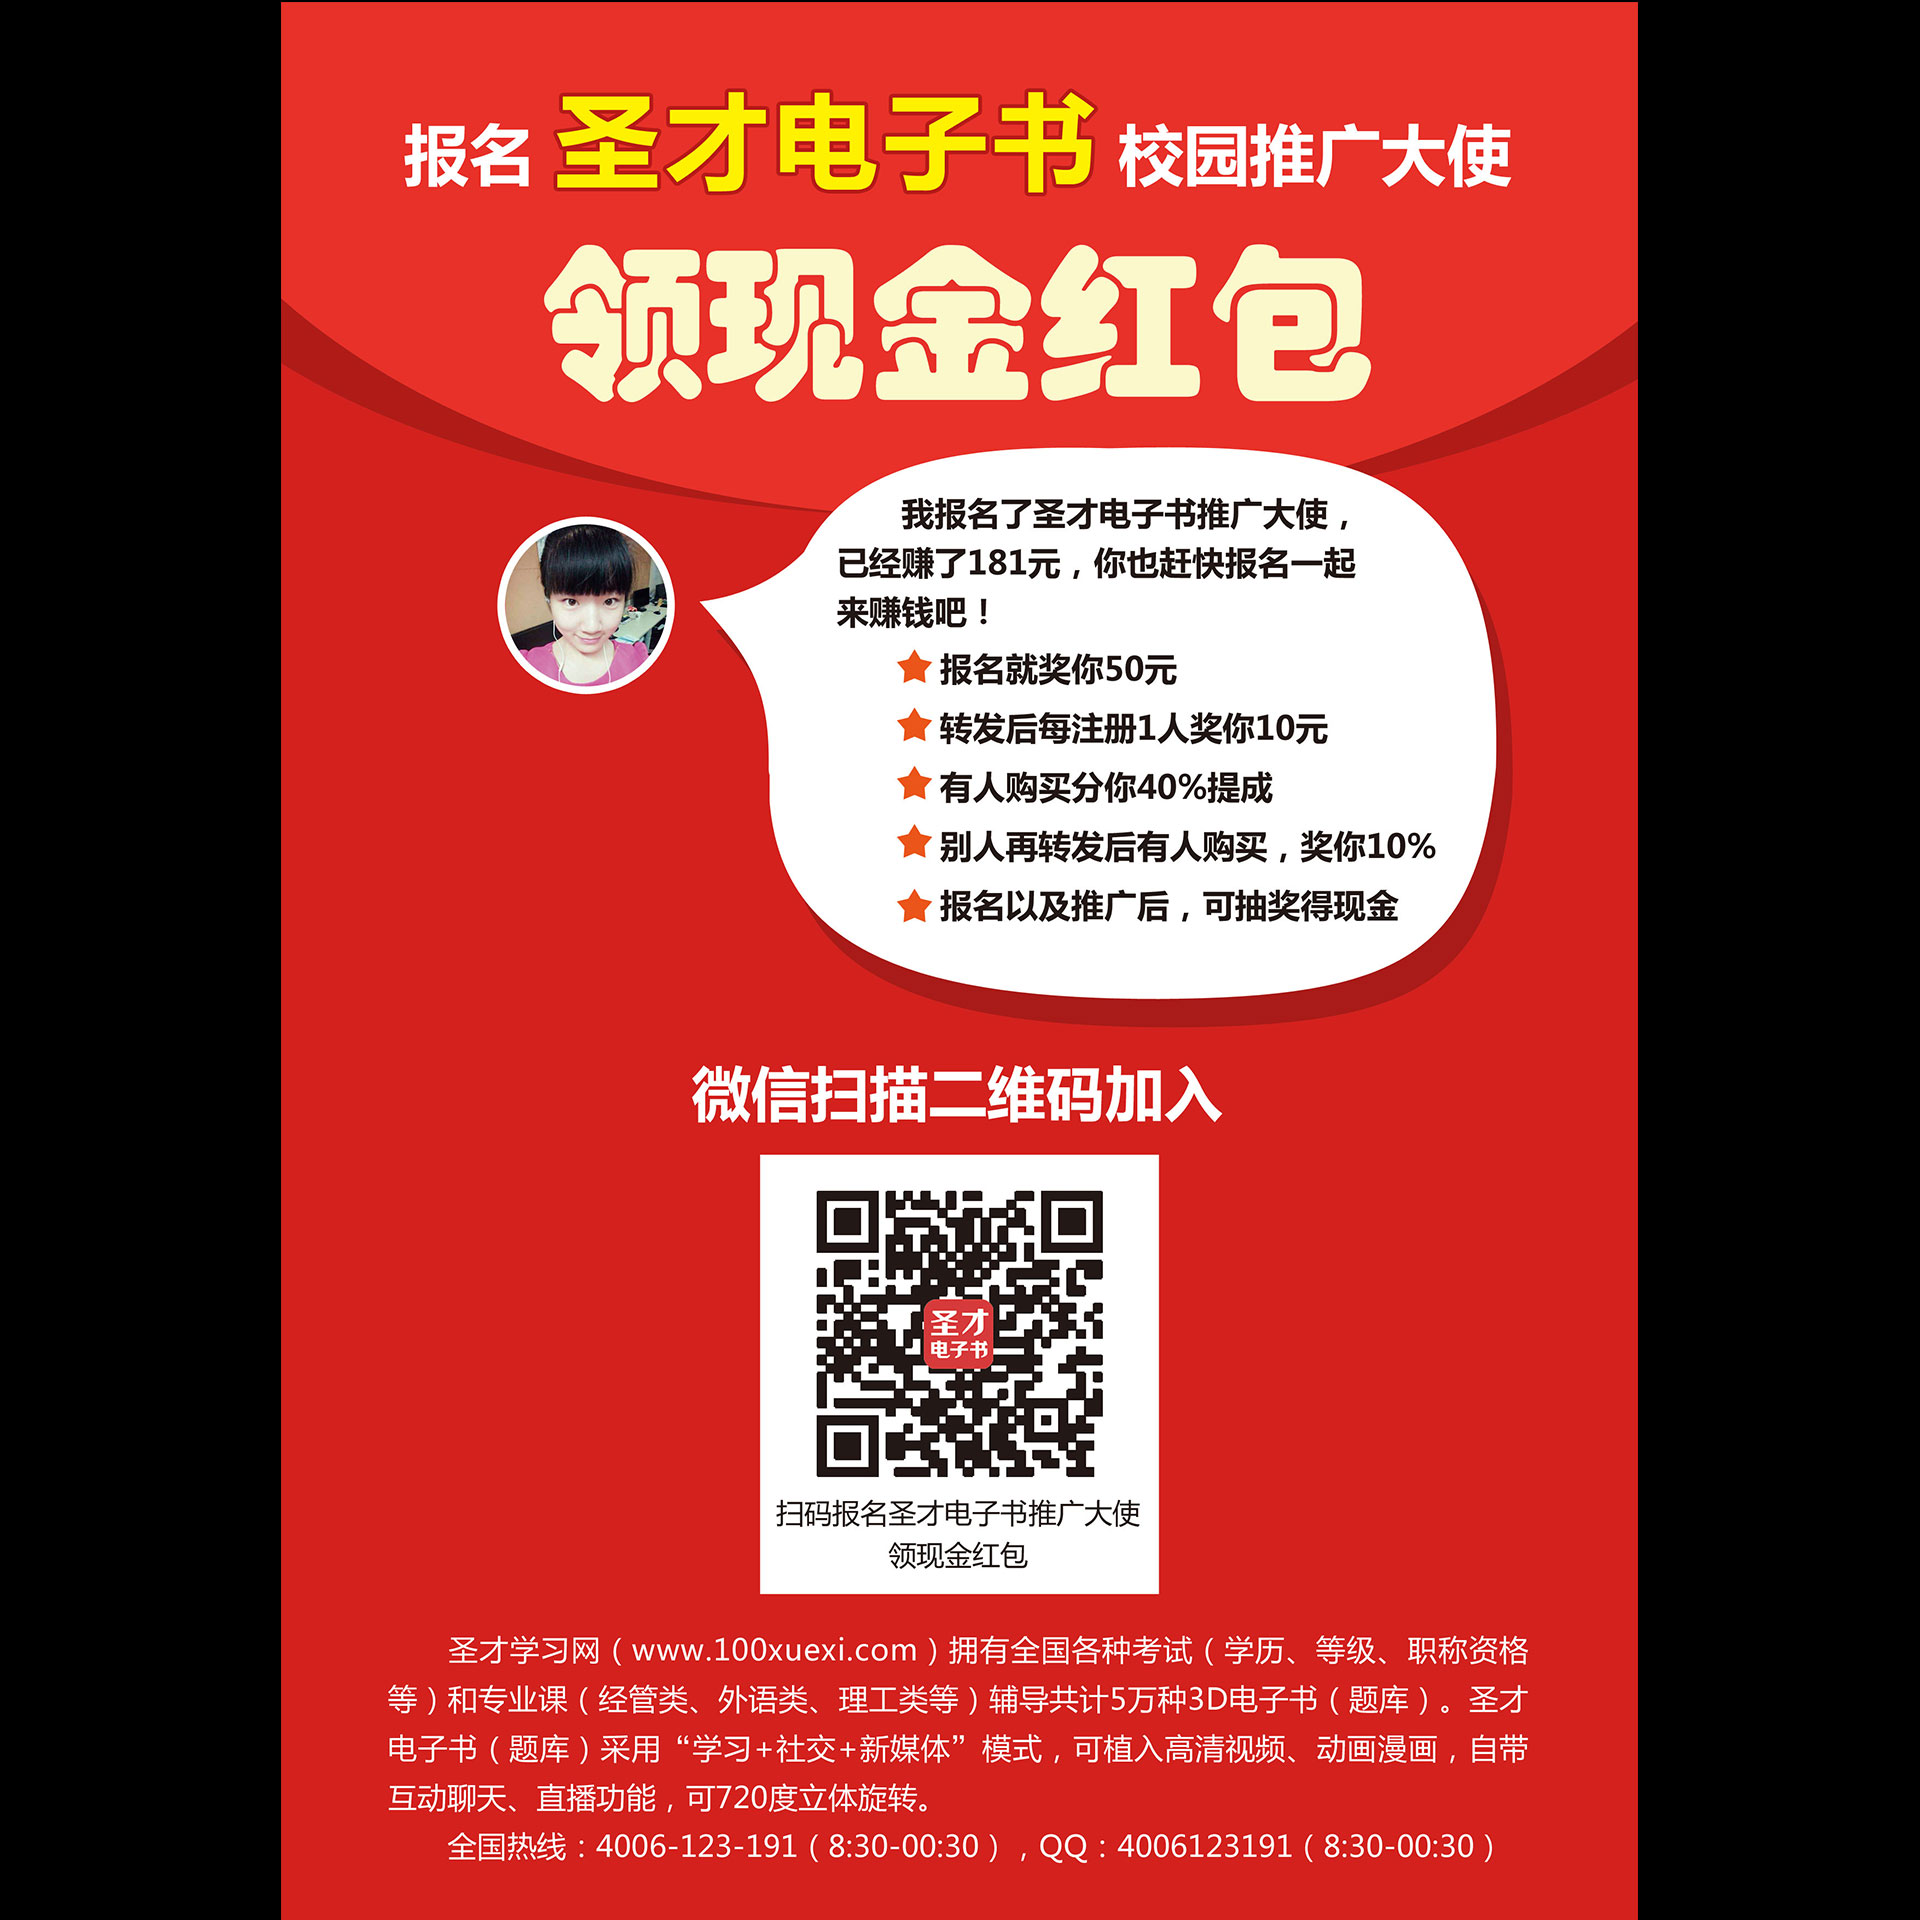 报名 圣才电子书 校园推广大使
领现金红包
我报名了圣才电子书推广大使，
已经赚了181元，你也赶快报名一起
来赚钱吧！
报名就奖你50元
转发后每注册1人奖你10元
有人购买分你40%提成
别人再转发后有人购买，奖你10%
报名以及推广后，可抽奖得现金
微信扫描二维码加入
圣才
电子书
扫码报名圣才电子书推广大使
领现金红包
圣才学习网（www.100xuexi.com）拥有全国各种考试（学历、等级、职称资格
等）和专业课（经管类、外语类、理工类等）辅导共计5万种3D电子书（题库）。圣才
电子书（题库）采用“学习+社交+新媒体”模式，可植入高清视频、动画漫画，自带
互动聊天、直播功能，可720度立体旋转。
全国热线：4006-123-191（8:30-00:30），QQ：4006123191（8:30-00:30）